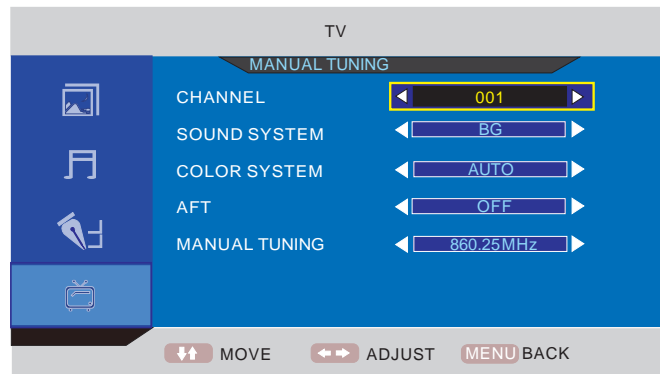 TV
MANUAL TUNING
CHANNEL 001
SOUND SYSTEM BG
COLOR SYSTEM AUTO
AFT OFF
MANUAL TUNING 860.25MHz
MOVE ADJUST MENU BACK